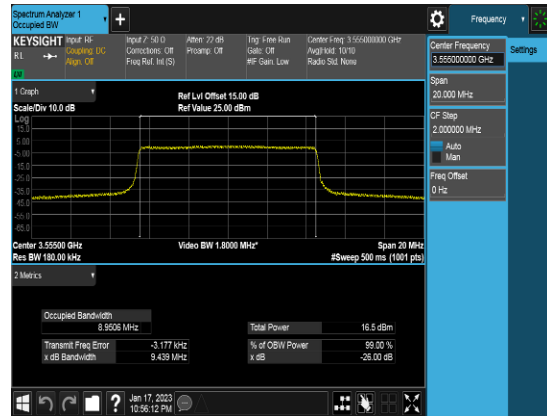 Spectrum Analyzer 1
Occupied BW
Frequency
KEYSIGHT
Input: RF
Coupling: DC
Align: Off
Input Z: 50 Ω
Corrections: Off
Freq Ref: Int (S)
Atten: 22 dB
Preamp: Off
Trig: Free Run
Gate: Off
#IF Gain: Low
Center Freq: 3.555000000 GHz
Avg|Hold: 10/10
Radio Std: None
RL
Center Frequency
3.555000000 GHz
Settings
Span
20.000 MHz
CF Step
2.000000 MHz
Auto
Man
Freq Offset
0 Hz
1 Graph
Scale/Div 10.0 dB
Ref Lvl Offset 15.00 dB
Ref Value 25.00 dBm
Log
15.0
5.00
-5.00
-15.0
-25.0
-35.0
-45.0
-55.0
-65.0
Center 3.55500 GHz
Res BW 180.00 kHz
Video BW 1.8000 MHz*
Span 20 MHz
#Sweep 500 ms (1001 pts)
2 Metrics
Occupied Bandwidth
8.9506 MHz
Total Power 16.5 dBm
Transmit Freq Error -3.177 kHz
% of OBW Power 99.00 %
x dB Bandwidth 9.439 MHz
x dB -26.00 dB
Jan 17, 2023
10:56:12 PM